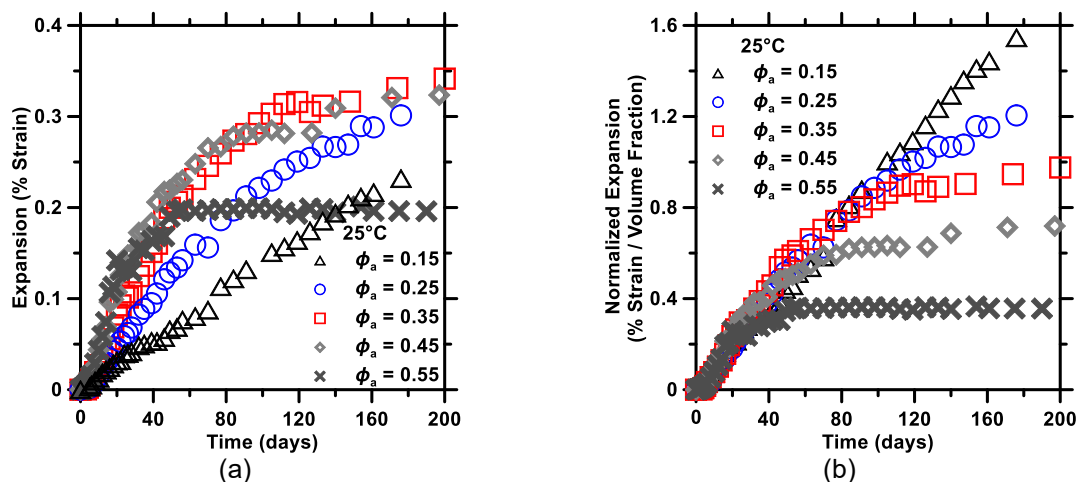 0.4
0.3
0.2
0.1
0
Expansion (% Strain)
25°C
ϕa = 0.15
ϕa = 0.25
ϕa = 0.35
ϕa = 0.45
ϕa = 0.55
0 40 80 120 160 200
Time (days)
(a)
1.6
1.2
0.8
0.4
0
Normalized Expansion
(% Strain / Volume Fraction)
25°C
ϕa = 0.15
ϕa = 0.25
ϕa = 0.35
ϕa = 0.45
ϕa = 0.55
0 40 80 120 160 200
Time (days)
(b)